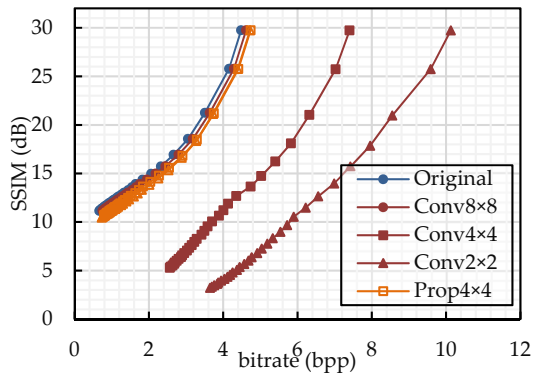 30
25
20
15
10
5
0
SSIM (dB)
Original
Conv8×8
Conv4×4
Conv2×2
Prop4×4
0 2 4 6 8 10 12
bitrate (bpp)